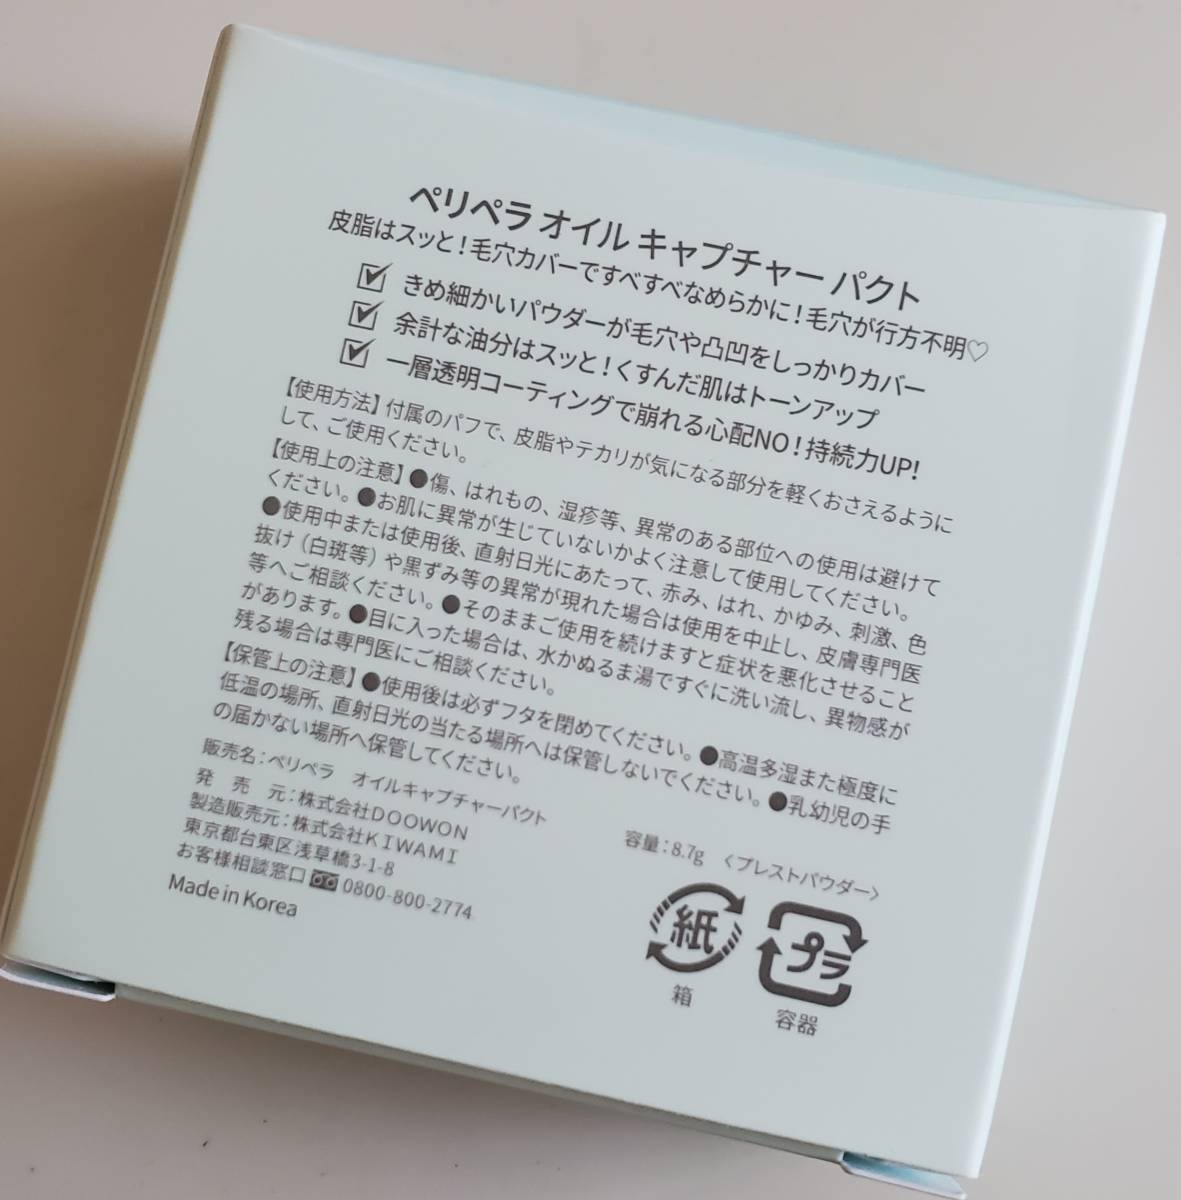 ペリペラ オイル キャプチャー パクト
皮脂はスッと！毛穴カバーですべすべなめらかに！毛穴が行方不明♡
きめ細かいパウダーが毛穴や凸凹をしっかりカバー
余計な油分はスッと！くすんだ肌はトーンアップ
一層透明コーティングで崩れる心配NO！持続力UP!
【使用方法】付属のパフで、皮脂やテカリが気になる部分を軽くおさえるように
して、ご使用ください。
【使用上の注意】●傷、はれもの、湿疹等、異常のある部位への使用は避けて
ください。●お肌に異常が生じていないかよく注意して使用してください。
●使用中または使用後、直射日光にあたって、赤み、はれ、かゆみ、刺激、色
抜け（白斑等）や黒ずみ等の異常が現れた場合は使用を中止し、皮膚専門医
等へご相談ください。●そのままご使用を続けますと症状を悪化させること
があります。●目に入った場合は、水かぬるま湯ですぐに洗い流し、異物感が
残る場合は専門医にご相談ください。
【保管上の注意】●使用後は必ずフタを閉めてください。●高温多湿また極度に
低温の場所、直射日光の当たる場所へは保管しないでください。●乳幼児の手
の届かない場所へ保管してください。
販売名：ペリペラ　オイルキャプチャーパクト
発　売　元：株式会社DOOWON
製造販売元：株式会社KIWAMI
東京都台東区浅草橋3-1-8
お客様相談窓口 0800-800-2774
Made in Korea
容量：8.7g　〈プレストパウダー〉
紙
箱
プラ
容器